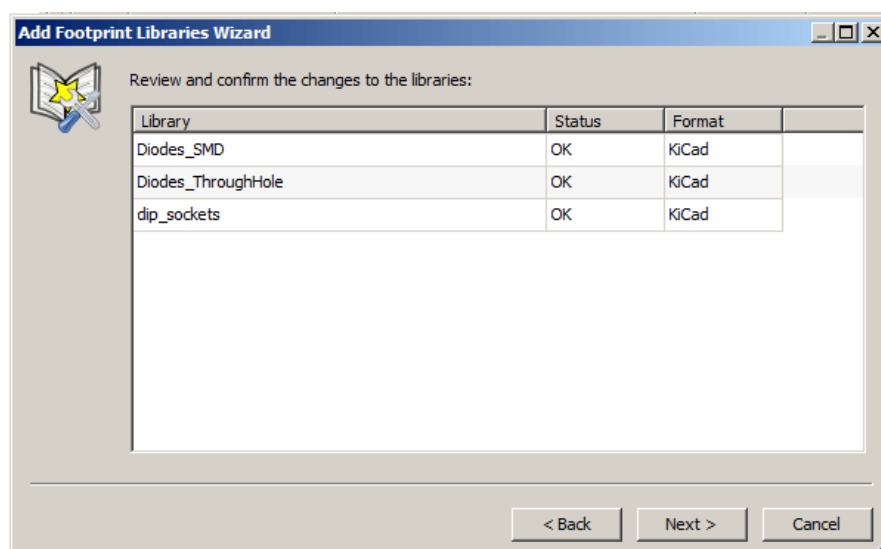 Add Footprint Libraries Wizard
Review and confirm the changes to the libraries:
Library Status Format
Diodes_SMD OK KiCad
Diodes_ThroughHole OK KiCad
dip_sockets OK KiCad
< Back Next > Cancel